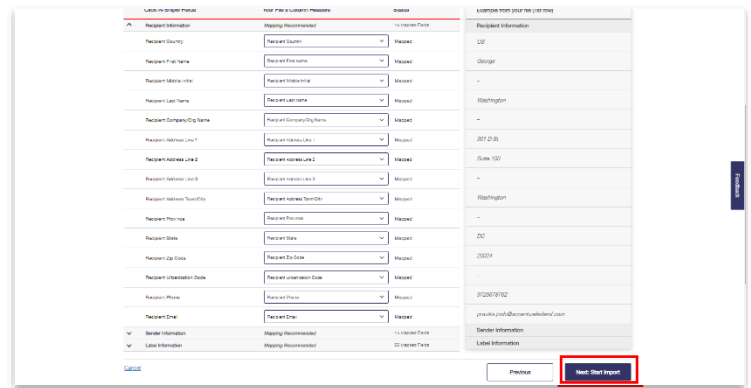 Click-N-Ship® Fields Your File's Column Headers Status Example from your file (1st row)
Recipient Information Mapping Recommended Mapped Fields Recipient Information
Recipient Country Recipient Country Mapped US
Recipient First Name Recipient First Name Mapped George
Recipient Middle Initial Recipient Middle Initial Mapped –
Recipient Last Name Recipient Last Name Mapped Washington
Recipient Company/Org Name Recipient Company/Org Name Mapped –
Recipient Address Line 1 Recipient Address Line 1 Mapped 201 D St.
Recipient Address Line 2 Recipient Address Line 2 Mapped Suite 100
Recipient Address Line 3 Recipient Address Line 3 Mapped –
Recipient Address Town/City Recipient Address Town/City Mapped Washington
Recipient Province Recipient Province Mapped –
Recipient State Recipient State Mapped DC
Recipient Zip Code Recipient Zip Code Mapped 20024
Recipient Urbanization Code Recipient Urbanization Code Mapped –
Recipient Phone Recipient Phone Mapped
Recipient Email Recipient Email Mapped
Sender Information Mapping Recommended Mapped Fields Sender Information
Label Information Mapping Recommended Mapped Fields Label Information
Feedback
Cancel Previous Next: Start Import